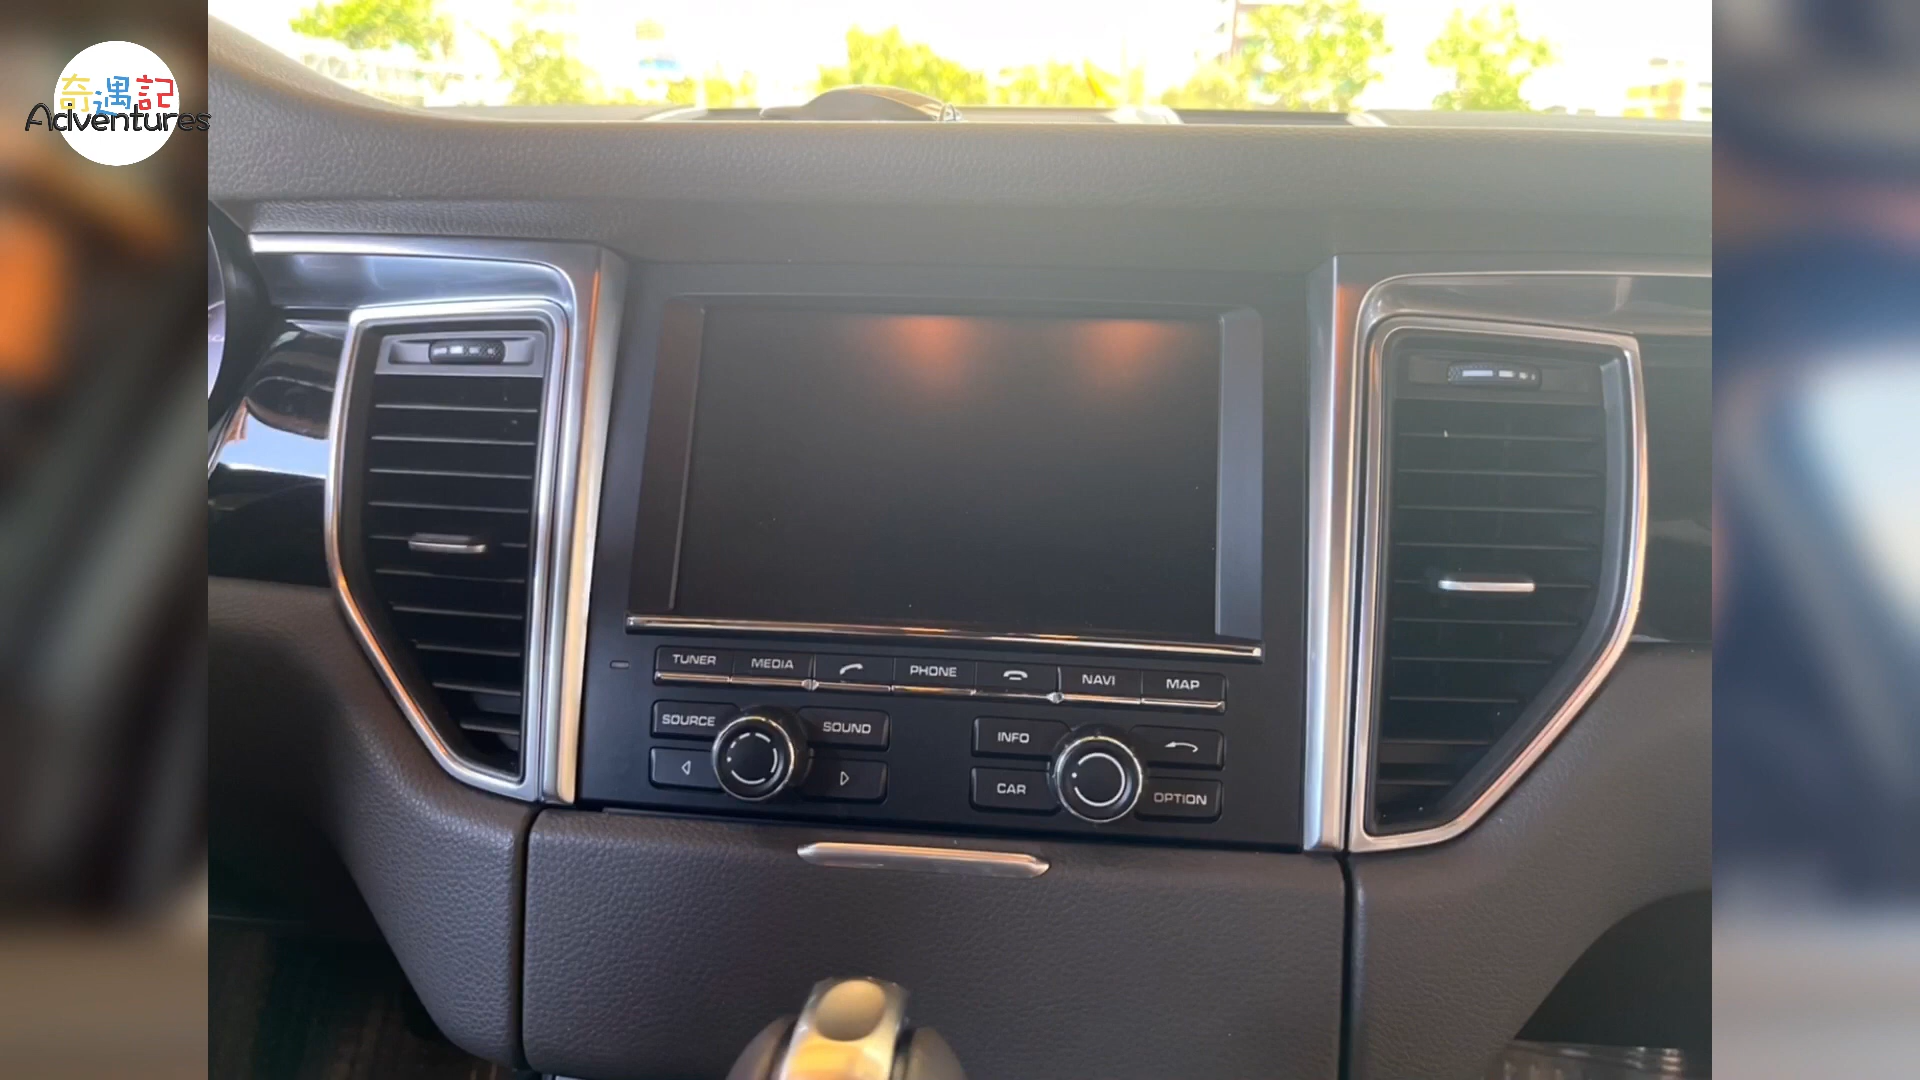 奇遇記
Adventures
TUNER MEDIA PHONE NAVI MAP
SOURCE SOUND INFO
CAR OPTION